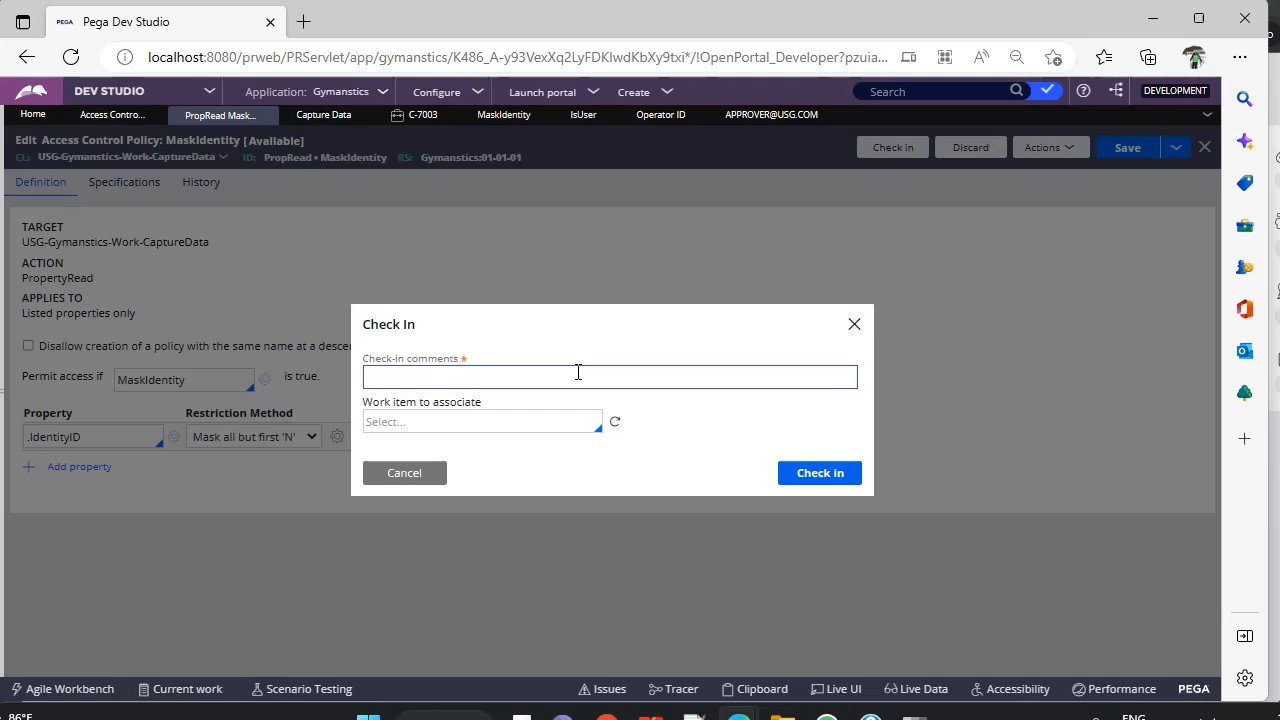 PEGA Pega Dev Studio
localhost:8080/prweb/PRServlet/app/gymanstics/K486_A-y93VexXq2LyFDKIwdKbXy9txi*/!OpenPortal_Developer?pzuia...
DEV STUDIO Application: Gymanstics Configure Launch portal Create Search DEVELOPMENT
Home Access Contro... PropRead Mask... Capture Data C-7003 MaskIdentity IsUser Operator ID APPROVER@USG.COM
Edit Access Control Policy: MaskIdentity [Available]
CL: USG-Gymanstics-Work-CaptureData ID: PropRead • MaskIdentity RS: Gymanstics:01-01-01
Check in Discard Actions Save
Definition Specifications History
TARGET
USG-Gymanstics-Work-CaptureData
ACTION
PropertyRead
APPLIES TO
Listed properties only
Disallow creation of a policy with the same name at a desce
Permit access if MaskIdentity is true.
Property Restriction Method
.IdentityID Mask all but first 'N'
Add property
Check In
Check-in comments *
Work item to associate
Select...
Cancel Check in
Agile Workbench Current work Scenario Testing Issues Tracer Clipboard Live UI Live Data Accessibility Performance PEGA
86°F ENG